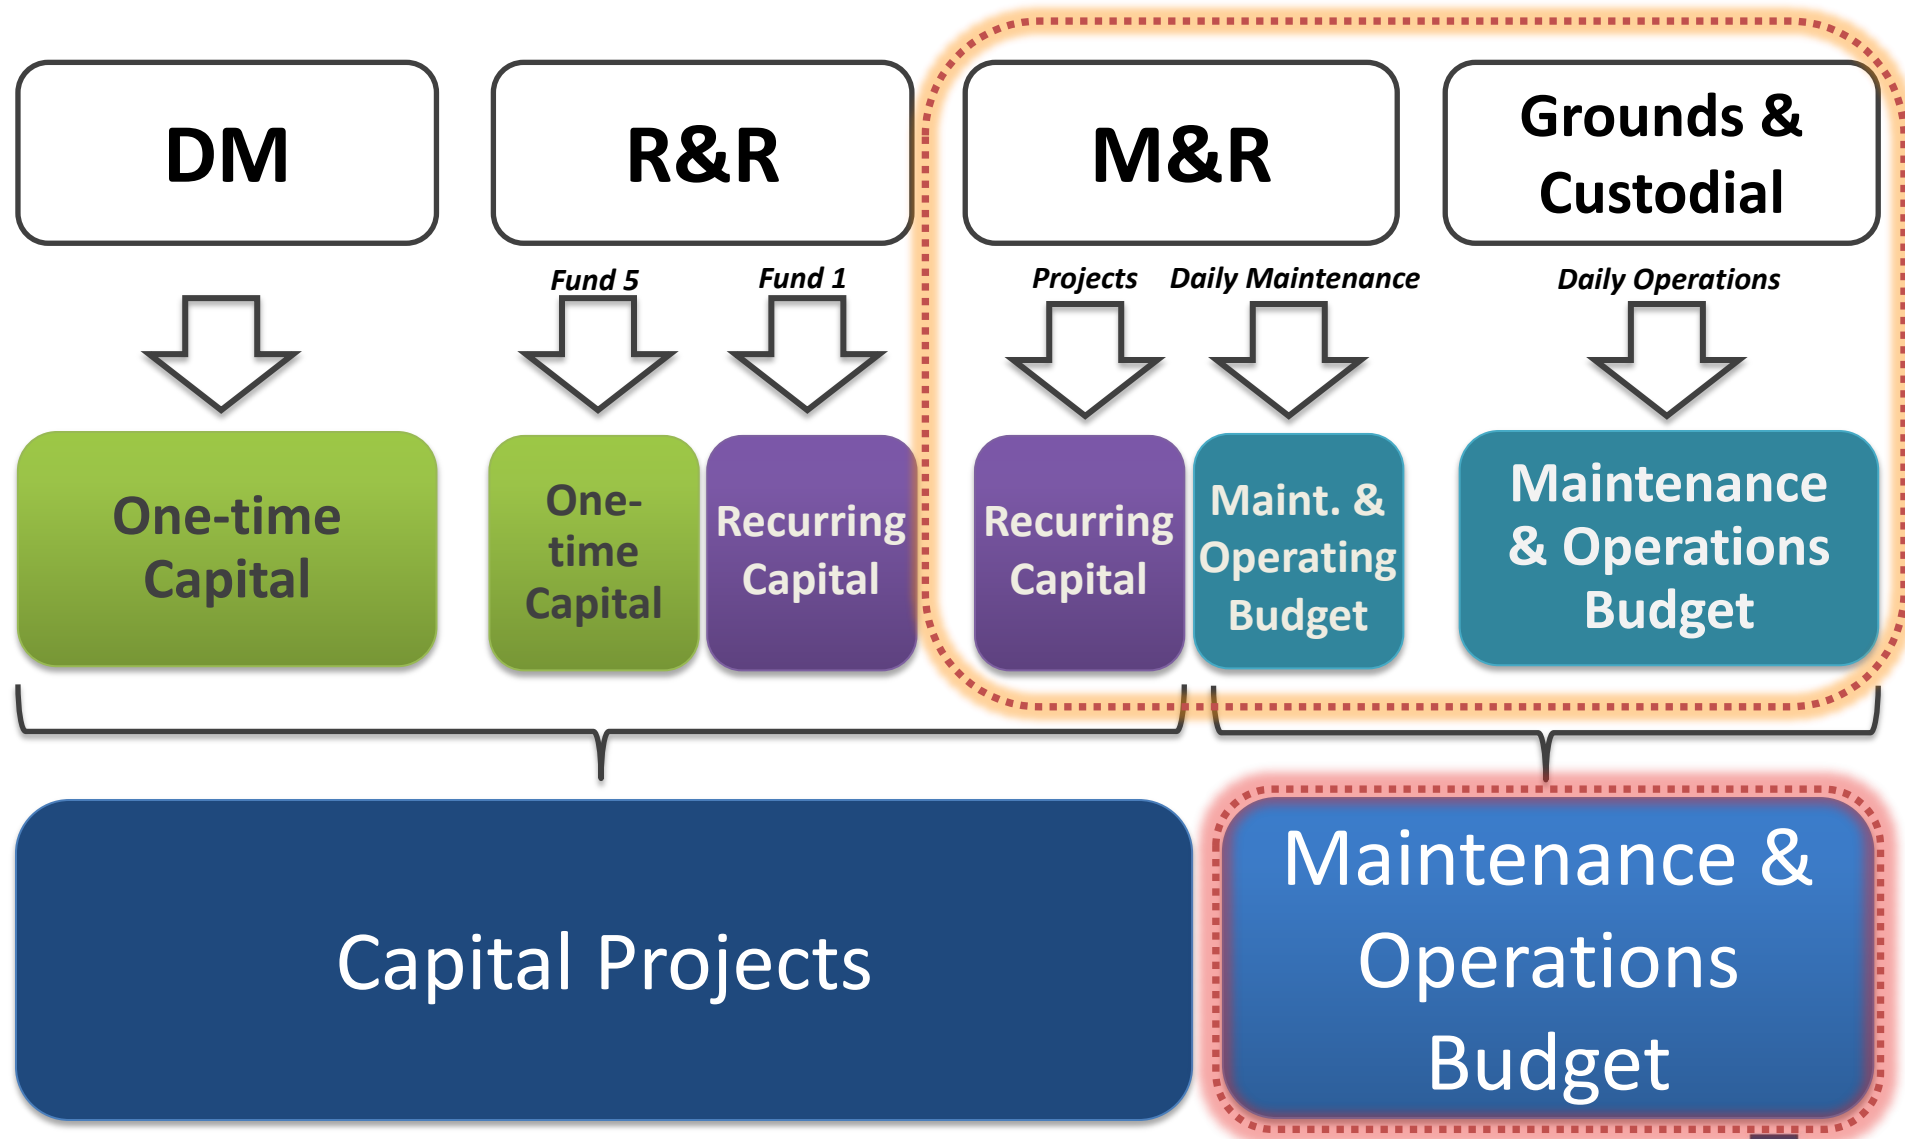 DM
R&R
M&R
Grounds &
Custodial
Fund 5
Fund 1
Projects
Daily Maintenance
Daily Operations
One-time
Capital
One-
time
Capital
Recurring
Capital
Recurring
Capital
Maint. &
Operating
Budget
Maintenance
& Operations
Budget
Capital Projects
Maintenance &
Operations
Budget